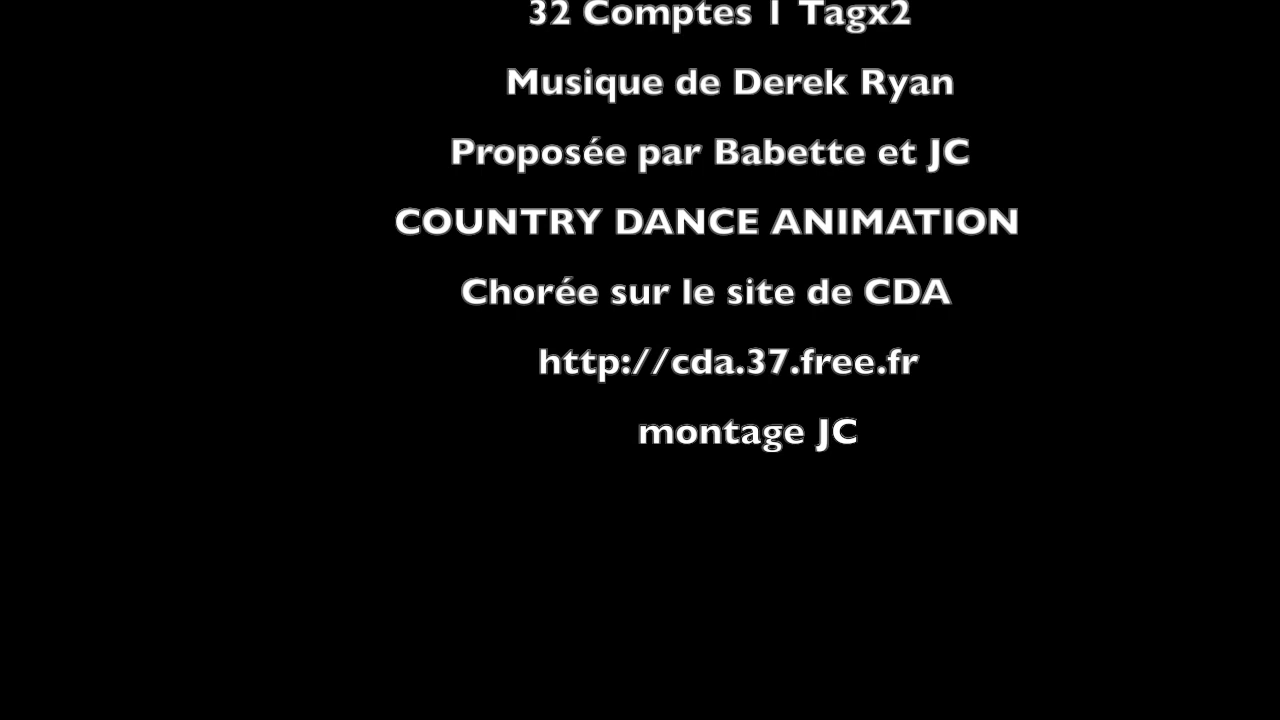 32 Comptes 1 Tagx2
Musique de Derek Ryan
Proposée par Babette et JC
COUNTRY DANCE ANIMATION
Chorée sur le site de CDA
http://cda.37.free.fr
montage JC